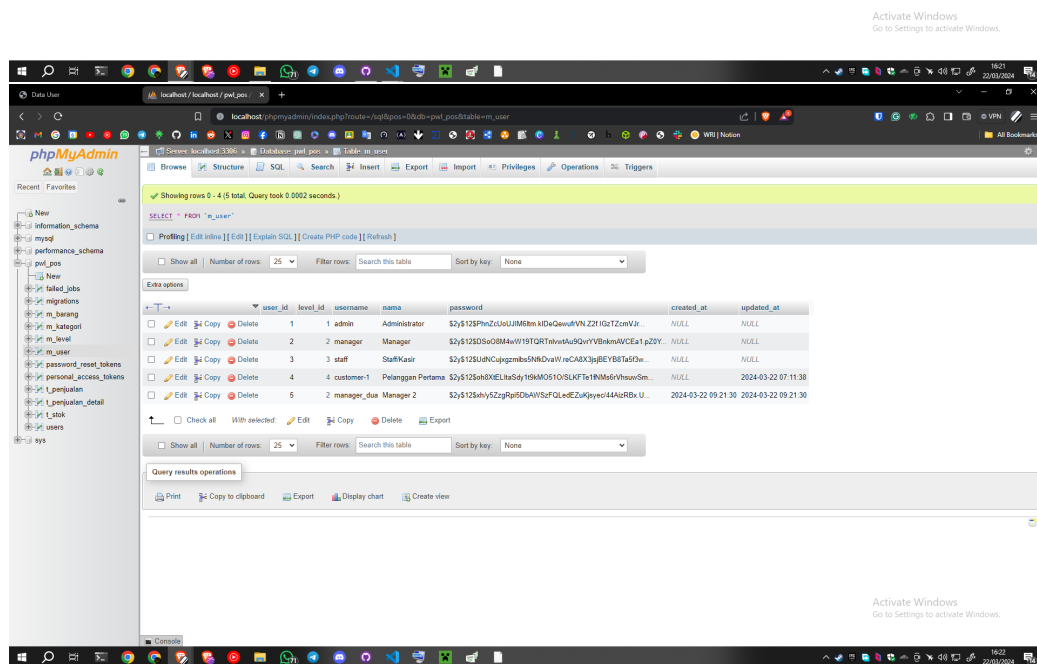 Activate Windows
Go to Settings to activate Windows.
71
16:21
22/03/2024
Data User
localhost / localhost / pwl_pos /
localhost/phpmyadmin/index.php?route=/sql&pos=0&db=pwl_pos&table=m_user
VPN
WRI | Notion
All Bookmarks
phpMyAdmin
Recent Favorites
New
information_schema
mysql
performance_schema
pwl_pos
New
failed_jobs
migrations
m_barang
m_kategori
m_level
m_user
password_reset_tokens
personal_access_tokens
t_penjualan
t_penjualan_detail
t_stok
users
sys
Server: localhost:3306 » Database: pwl_pos » Table: m_user
Browse Structure SQL Search Insert Export Import Privileges Operations Triggers
Showing rows 0 - 4 (5 total, Query took 0.0002 seconds.)
SELECT * FROM `m_user`
Profiling [ Edit inline ] [ Edit ] [ Explain SQL ] [ Create PHP code ] [ Refresh ]
Show all | Number of rows: 25 Filter rows: Search this table Sort by key: None
Extra options
user_id level_id username nama password created_at updated_at
Edit Copy Delete 1 1 admin Administrator NULL NULL
Edit Copy Delete 2 2 manager Manager NULL NULL
Edit Copy Delete 3 3 staff Staff/Kasir NULL NULL
Edit Copy Delete 4 4 customer-1 Pelanggan Pertama NULL 2024-03-22 07:11:38
Edit Copy Delete 5 2 manager_dua Manager 2 2024-03-22 09:21:30 2024-03-22 09:21:30
Check all With selected: Edit Copy Delete Export
Show all | Number of rows: 25 Filter rows: Search this table Sort by key: None
Query results operations
Print Copy to clipboard Export Display chart Create view
Activate Windows
Go to Settings to activate Windows.
Console
71
16:22
22/03/2024